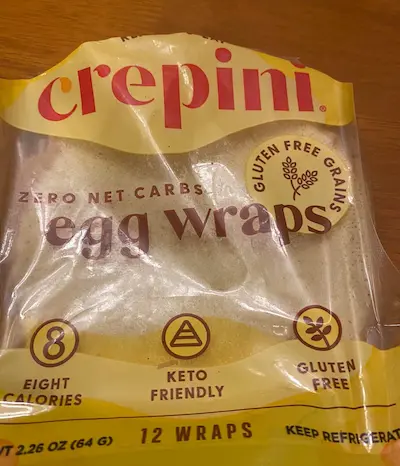 crepini®
GLUTEN FREE GRAINS
ZERO NET CARBS
egg wraps
8
EIGHT
CALORIES
KETO
FRIENDLY
GLUTEN
FREE
WT 2.26 OZ (64 G)
12 WRAPS
KEEP REFRIGERAT